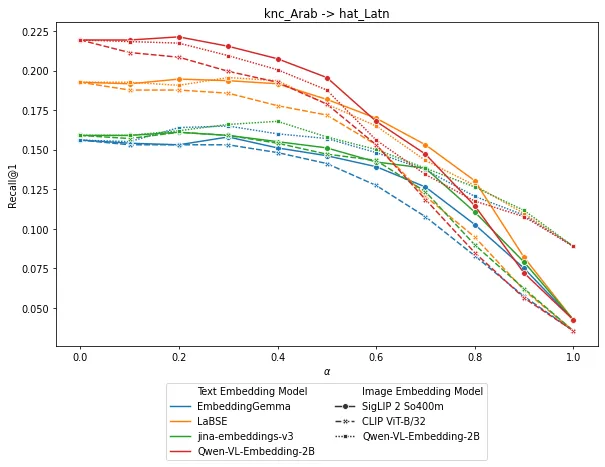 knc_Arab -> hat_Latn
Recall@1
0.225
0.200
0.175
0.150
0.125
0.100
0.075
0.050
0.0 0.2 0.4 0.6 0.8 1.0
α
Text Embedding Model Image Embedding Model
EmbeddingGemma SigLIP 2 So400m
LaBSE CLIP ViT-B/32
jina-embeddings-v3 Qwen-VL-Embedding-2B
Qwen-VL-Embedding-2B